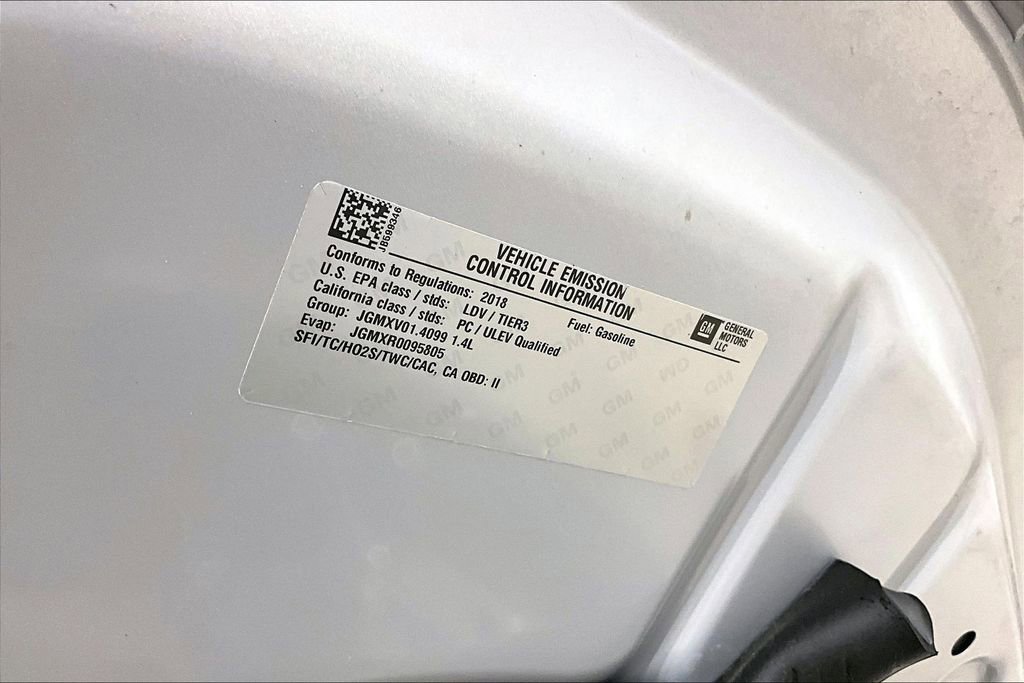 JB699346
VEHICLE EMISSION
CONTROL INFORMATION
Conforms to Regulations: 2018
Fuel: Gasoline
U.S. EPA class / stds: LDV / TIER3
California class / stds: PC / ULEV Qualified
Group: JGMXV01.4099 1.4L
Evap: JGMXR0095805
SFI/TC/HO2S/TWC/CAC, CA OBD: II
GM
GENERAL
MOTORS
LLC